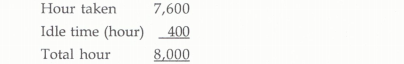 Hour taken 7,600
Idle time (hour) 400
Total hour 8,000